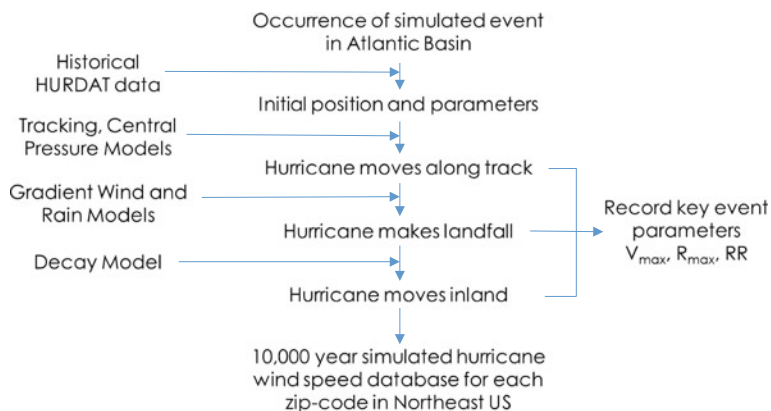 Occurrence of simulated event
in Atlantic Basin
Historical
HURDAT data
Initial position and parameters
Tracking, Central
Pressure Models
Hurricane moves along track
Gradient Wind and
Rain Models
Hurricane makes landfall
Record key event
parameters
Vmax, Rmax, RR
Decay Model
Hurricane moves inland
10,000 year simulated hurricane
wind speed database for each
zip-code in Northeast US